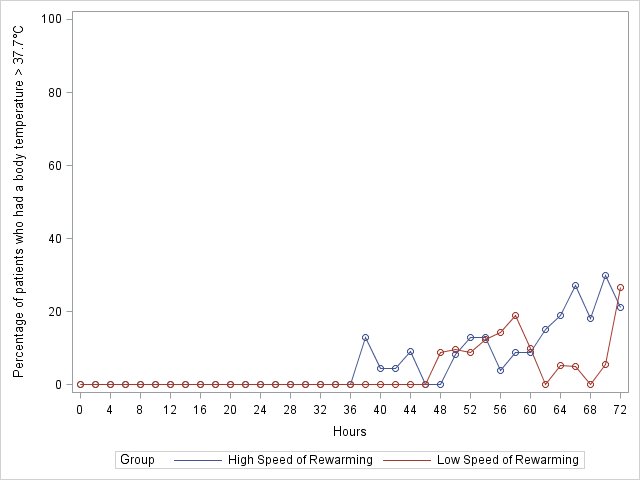 Percentage of patients who had a body temperature > 37.7°C
100
80
60
40
20
0
0 4 8 12 16 20 24 28 32 36 40 44 48 52 56 60 64 68 72
Hours
Group High Speed of Rewarming Low Speed of Rewarming